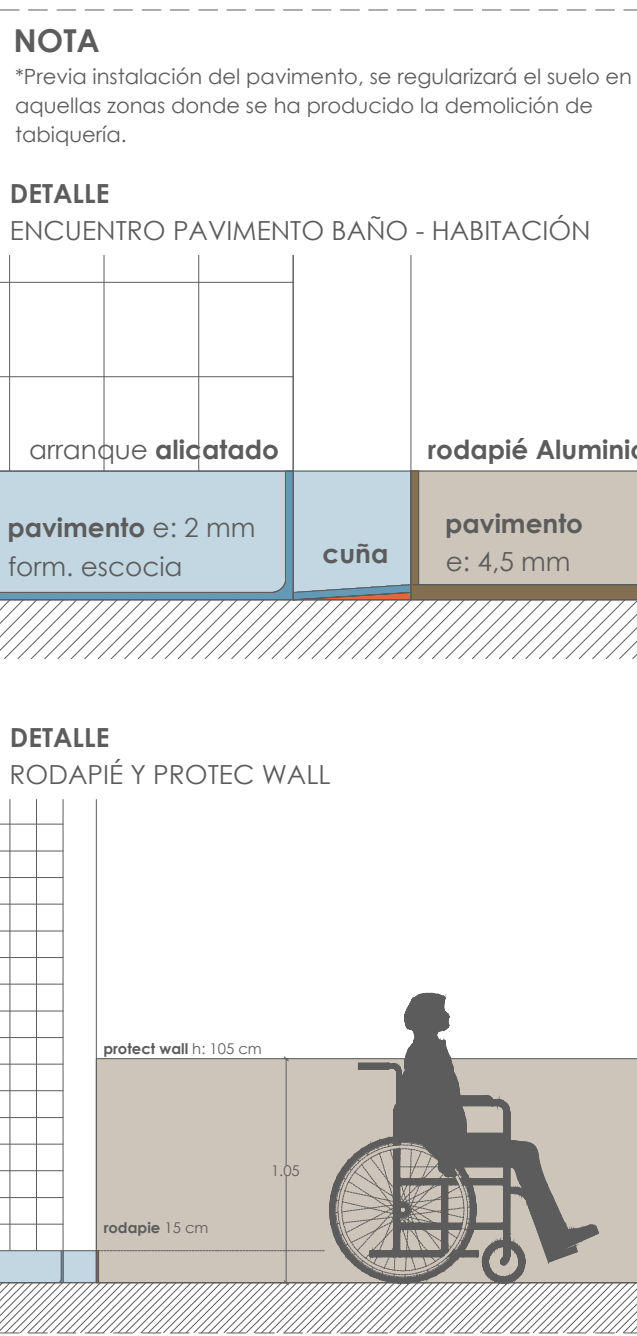 NOTA
*Previa instalación del pavimento, se regularizará el suelo en
aquellas zonas donde se ha producido la demolición de
tabiquería.
DETALLE
ENCUENTRO PAVIMENTO BAÑO - HABITACIÓN
arranque alicatado
rodapié Aluminio
pavimento e: 2 mm
form. escocia
cuña
pavimento
e: 4,5 mm
DETALLE
RODAPIÉ Y PROTEC WALL
protect wall h: 105 cm
1.05
rodapie 15 cm